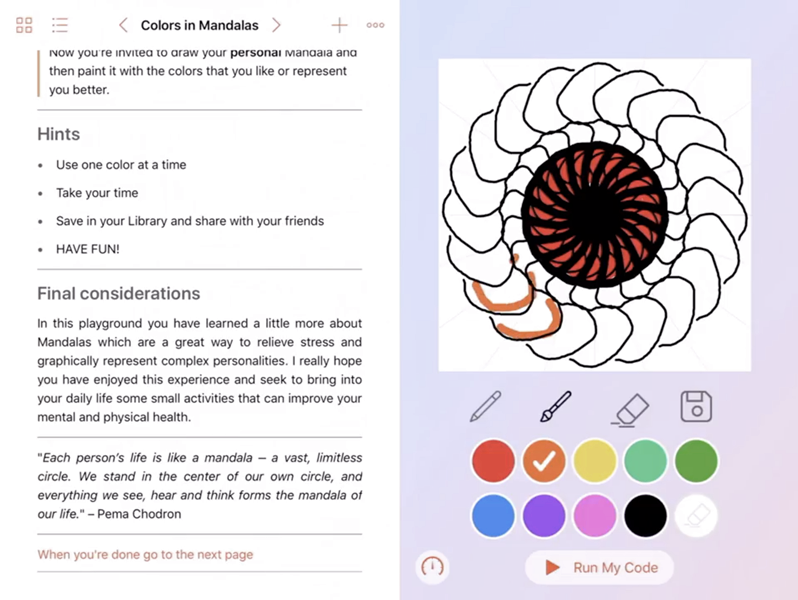 Colors in Mandalas
Now you're invited to draw your personal Mandala and
then paint it with the colors that you like or represent
you better.
Hints
• Use one color at a time
• Take your time
• Save in your Library and share with your friends
• HAVE FUN!
Final considerations
In this playground you have learned a little more about
Mandalas which are a great way to relieve stress and
graphically represent complex personalities. I really hope
you have enjoyed this experience and seek to bring into
your daily life some small activities that can improve your
mental and physical health.
"Each person's life is like a mandala – a vast, limitless
circle. We stand in the center of our own circle, and
everything we see, hear and think forms the mandala of
our life." – Pema Chodron
When you're done go to the next page
Run My Code